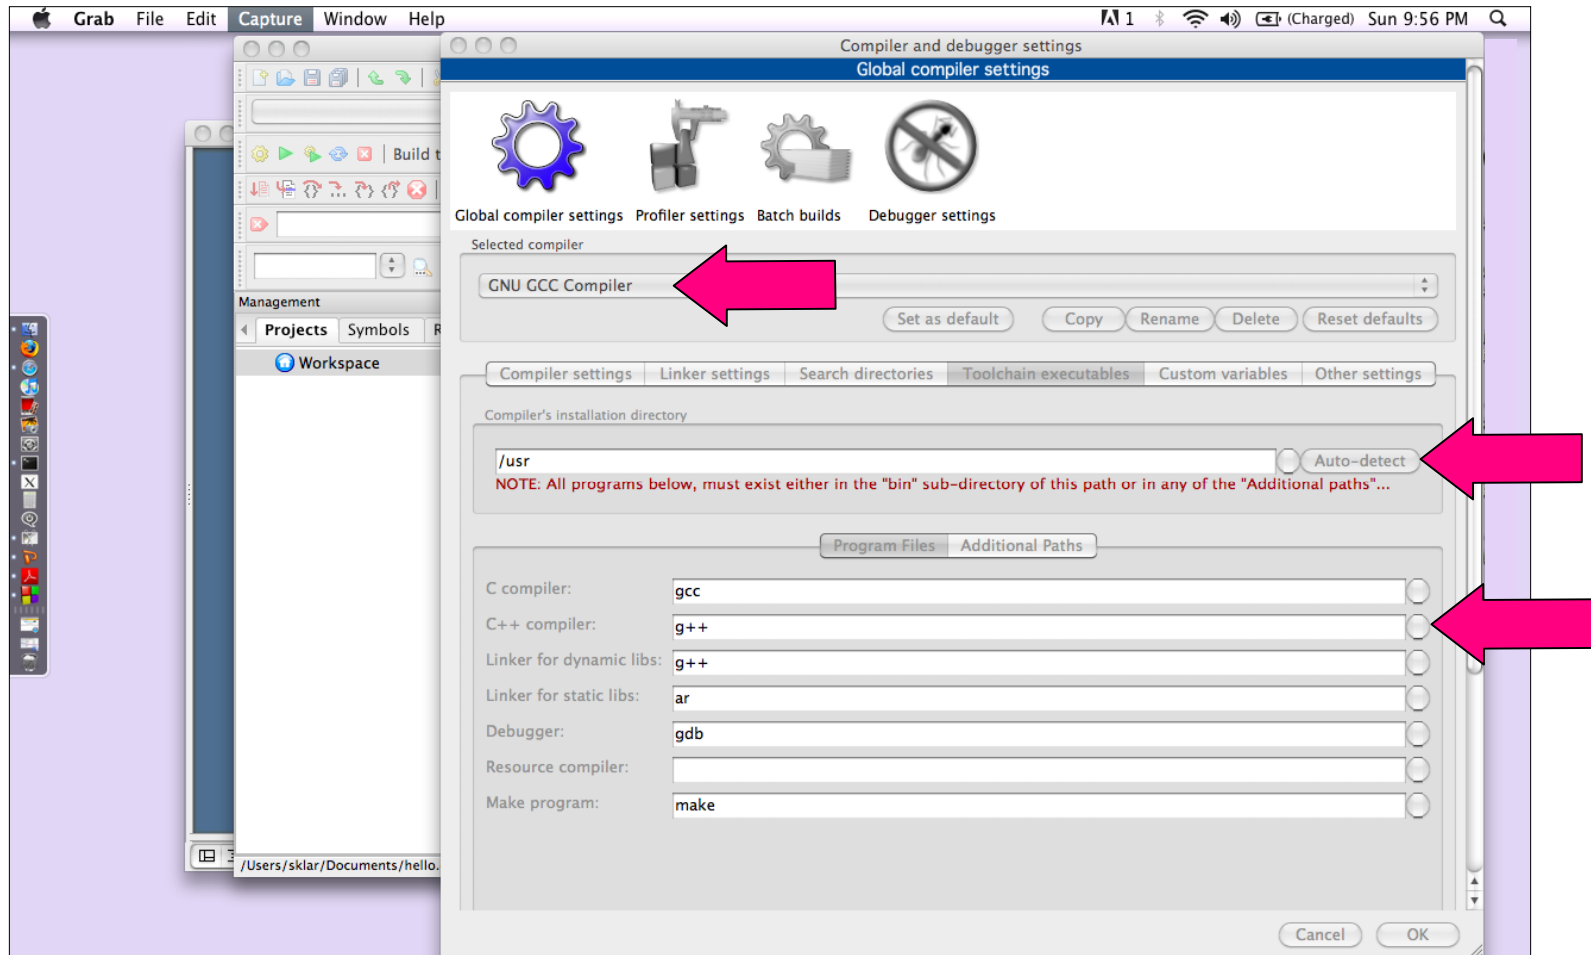 Grab File Edit Capture Window Help 1 (Charged) Sun 9:56 PM
Compiler and debugger settings
Global compiler settings
Build t
Global compiler settings Profiler settings Batch builds Debugger settings
Selected compiler
GNU GCC Compiler
Set as default Copy Rename Delete Reset defaults
Management
Projects Symbols R
Workspace
Compiler settings Linker settings Search directories Toolchain executables Custom variables Other settings
Compiler's installation directory
/usr Auto-detect
NOTE: All programs below, must exist either in the "bin" sub-directory of this path or in any of the "Additional paths"...
Program Files Additional Paths
C compiler: gcc
C++ compiler: g++
Linker for dynamic libs: g++
Linker for static libs: ar
Debugger: gdb
Resource compiler:
Make program: make
/Users/sklar/Documents/hello.
Cancel OK